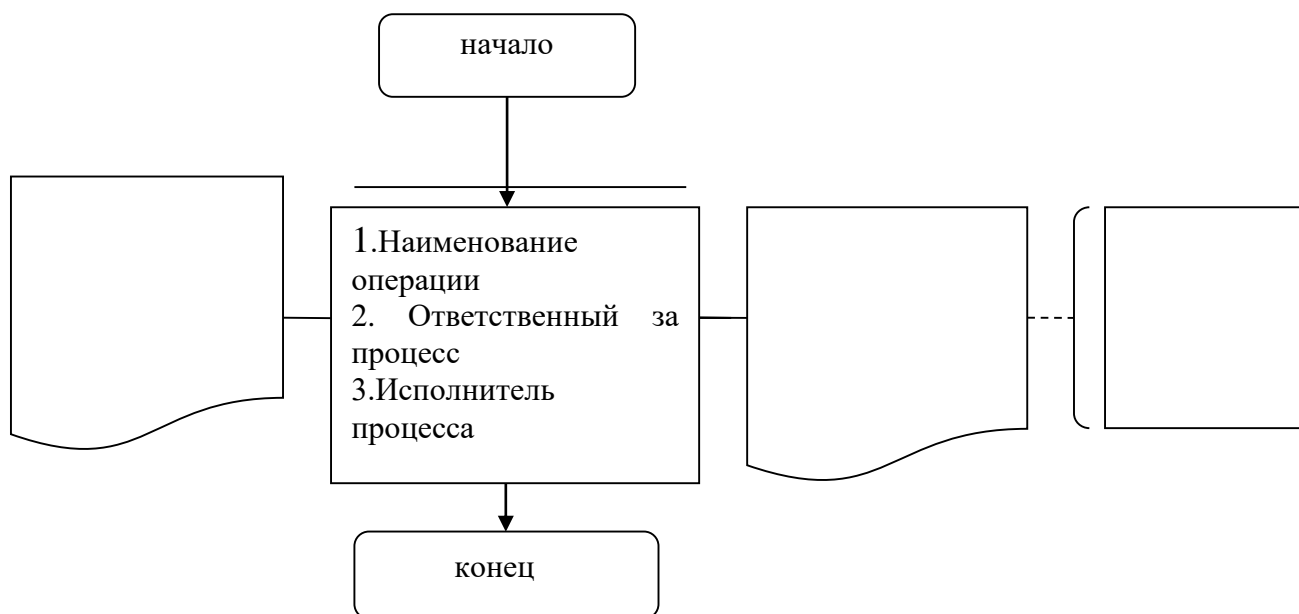 начало
1.Наименование
операции
2. Ответственный за
процесс
3.Исполнитель
процесса
конец